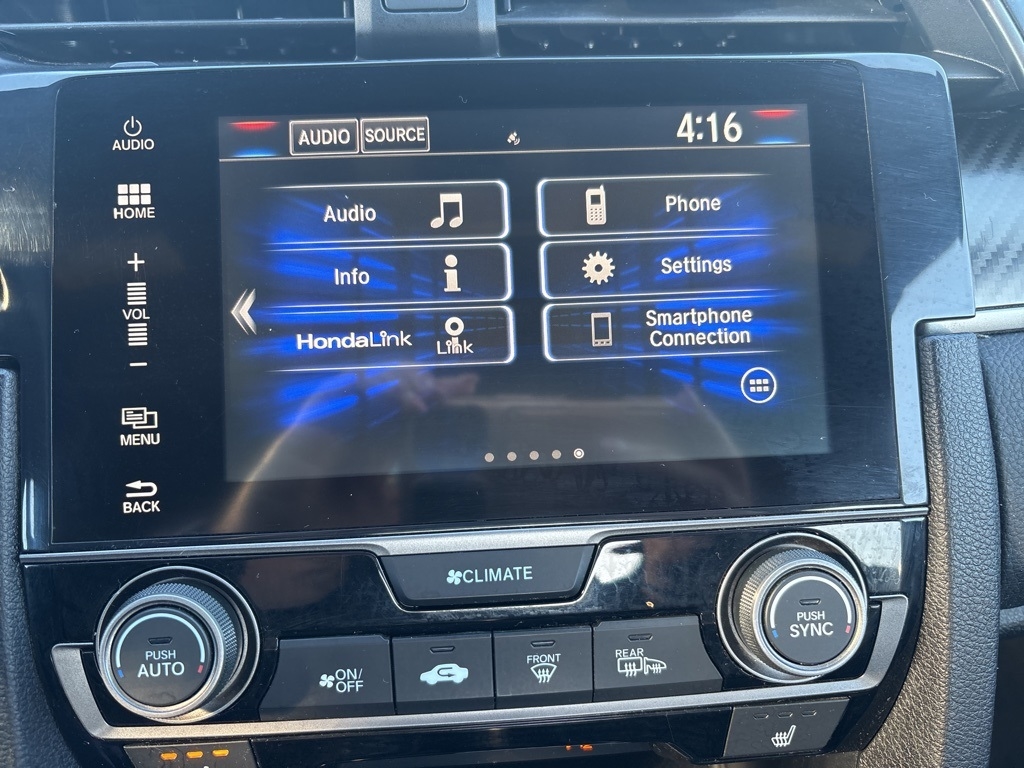 AUDIO
HOME
+
VOL
−
MENU
BACK
AUDIO SOURCE 4:16
Audio
Phone
Info
Settings
HondaLink Link
Smartphone
Connection
CLIMATE
PUSH
AUTO
ON/
OFF
FRONT
REAR
PUSH
SYNC